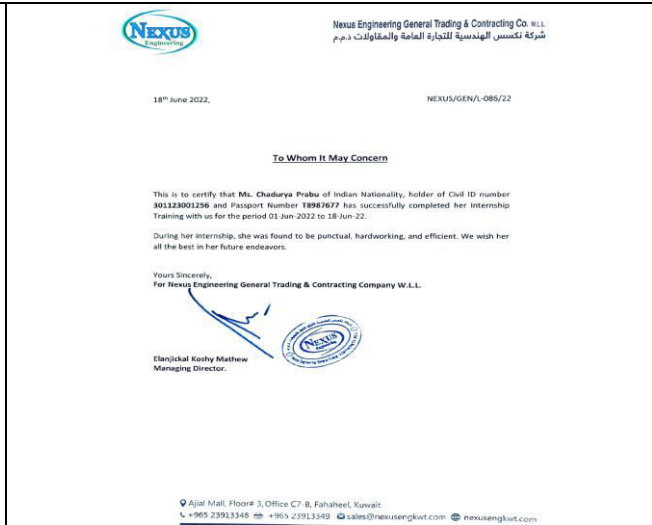 NEXUS
Engineering
Nexus Engineering General Trading & Contracting Co. W.L.L
شركة نكسس الهندسية للتجارة العامة والمقاولات ذ.م.م
18th June 2022,
NEXUS/GEN/L-086/22
To Whom It May Concern
This is to certify that Ms. Chadurya Prabu of Indian Nationality, holder of Civil ID number
301123001256 and Passport Number T8987677 has successfully completed her Internship
Training with us for the period 01-Jun-2022 to 18-Jun-22.
During her internship, she was found to be punctual, hardworking, and efficient. We wish her
all the best in her future endeavors.
Yours Sincerely,
For Nexus Engineering General Trading & Contracting Company W.L.L.
NEXUS
Elanjickal Koshy Mathew
Managing Director.
Ajial Mall, Floor# 3, Office C7-B, Fahaheel, Kuwait
+965 23913348 +965 23913349 sales@nexusengkwt.com nexusengkwt.com